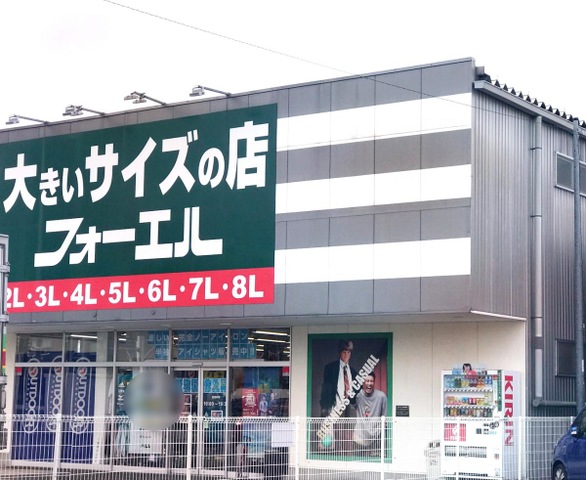 大きいサイズの店
フォーエル
2L･3L･4L･5L･6L･7L･8L
BUSINESS & CASUAL
KIRIN